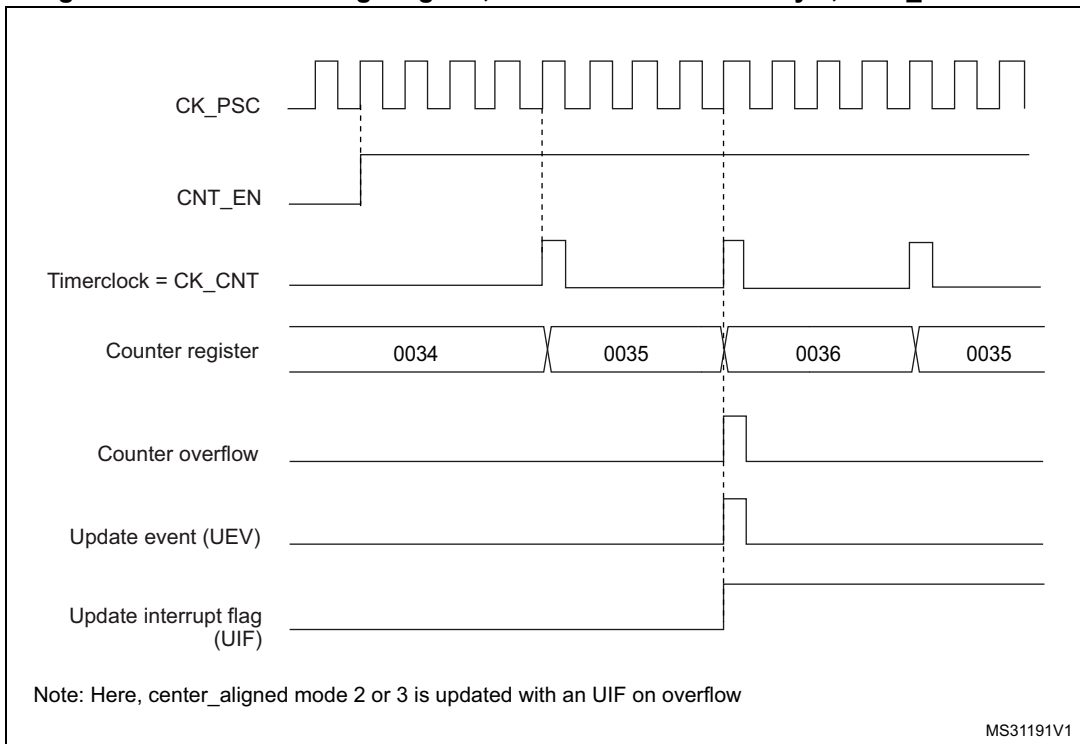 CK_PSC
CNT_EN
Timerclock = CK_CNT
Counter register 0034 0035 0036 0035
Counter overflow
Update event (UEV)
Update interrupt flag
(UIF)
Note: Here, center_aligned mode 2 or 3 is updated with an UIF on overflow
MS31191V1